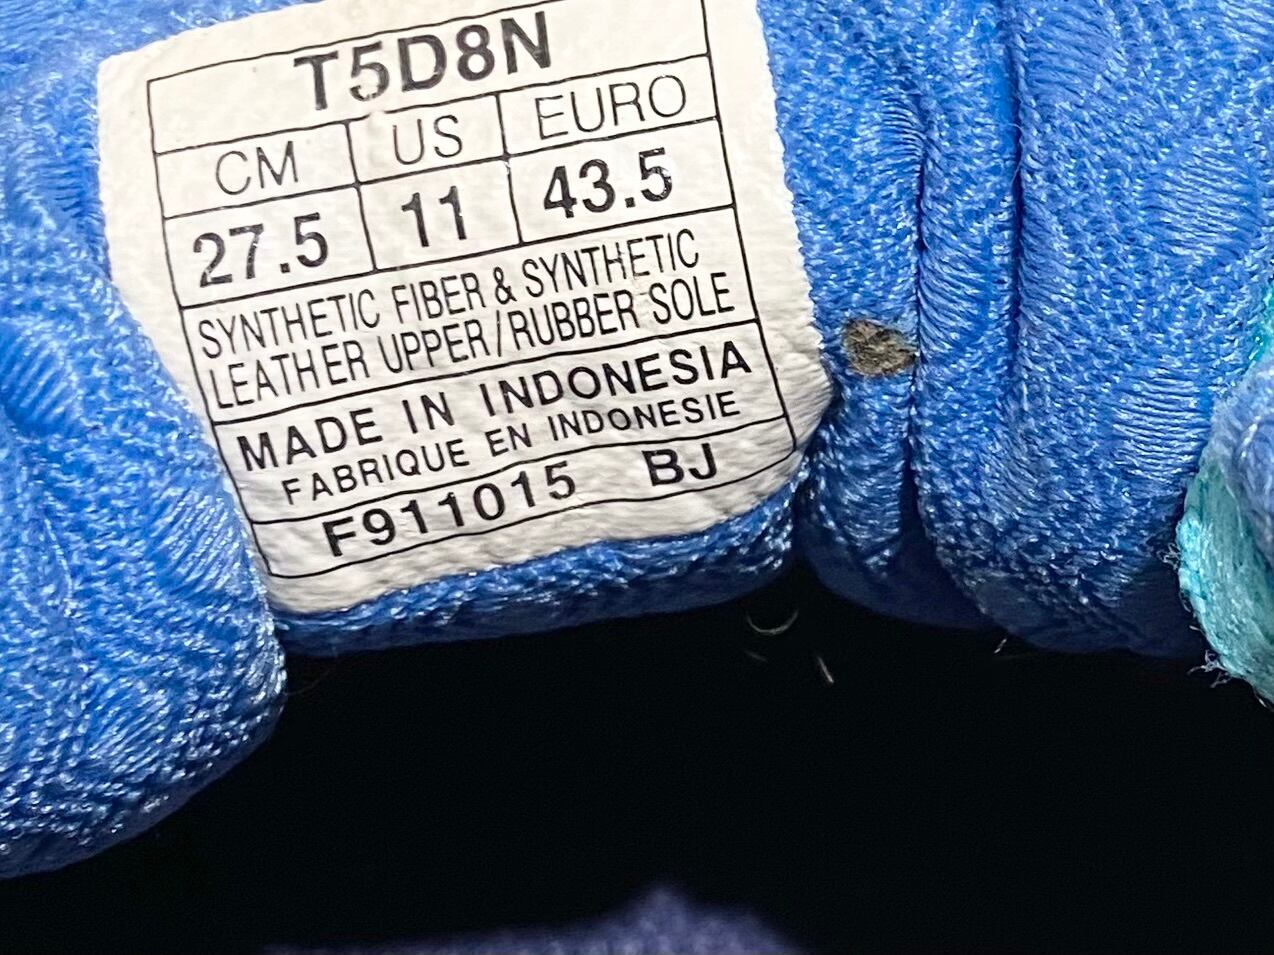 T5D8N
CM US EURO
27.5 11 43.5
SYNTHETIC FIBER & SYNTHETIC
LEATHER UPPER/RUBBER SOLE
MADE IN INDONESIA
FABRIQUE EN INDONESIE
F911015 BJ